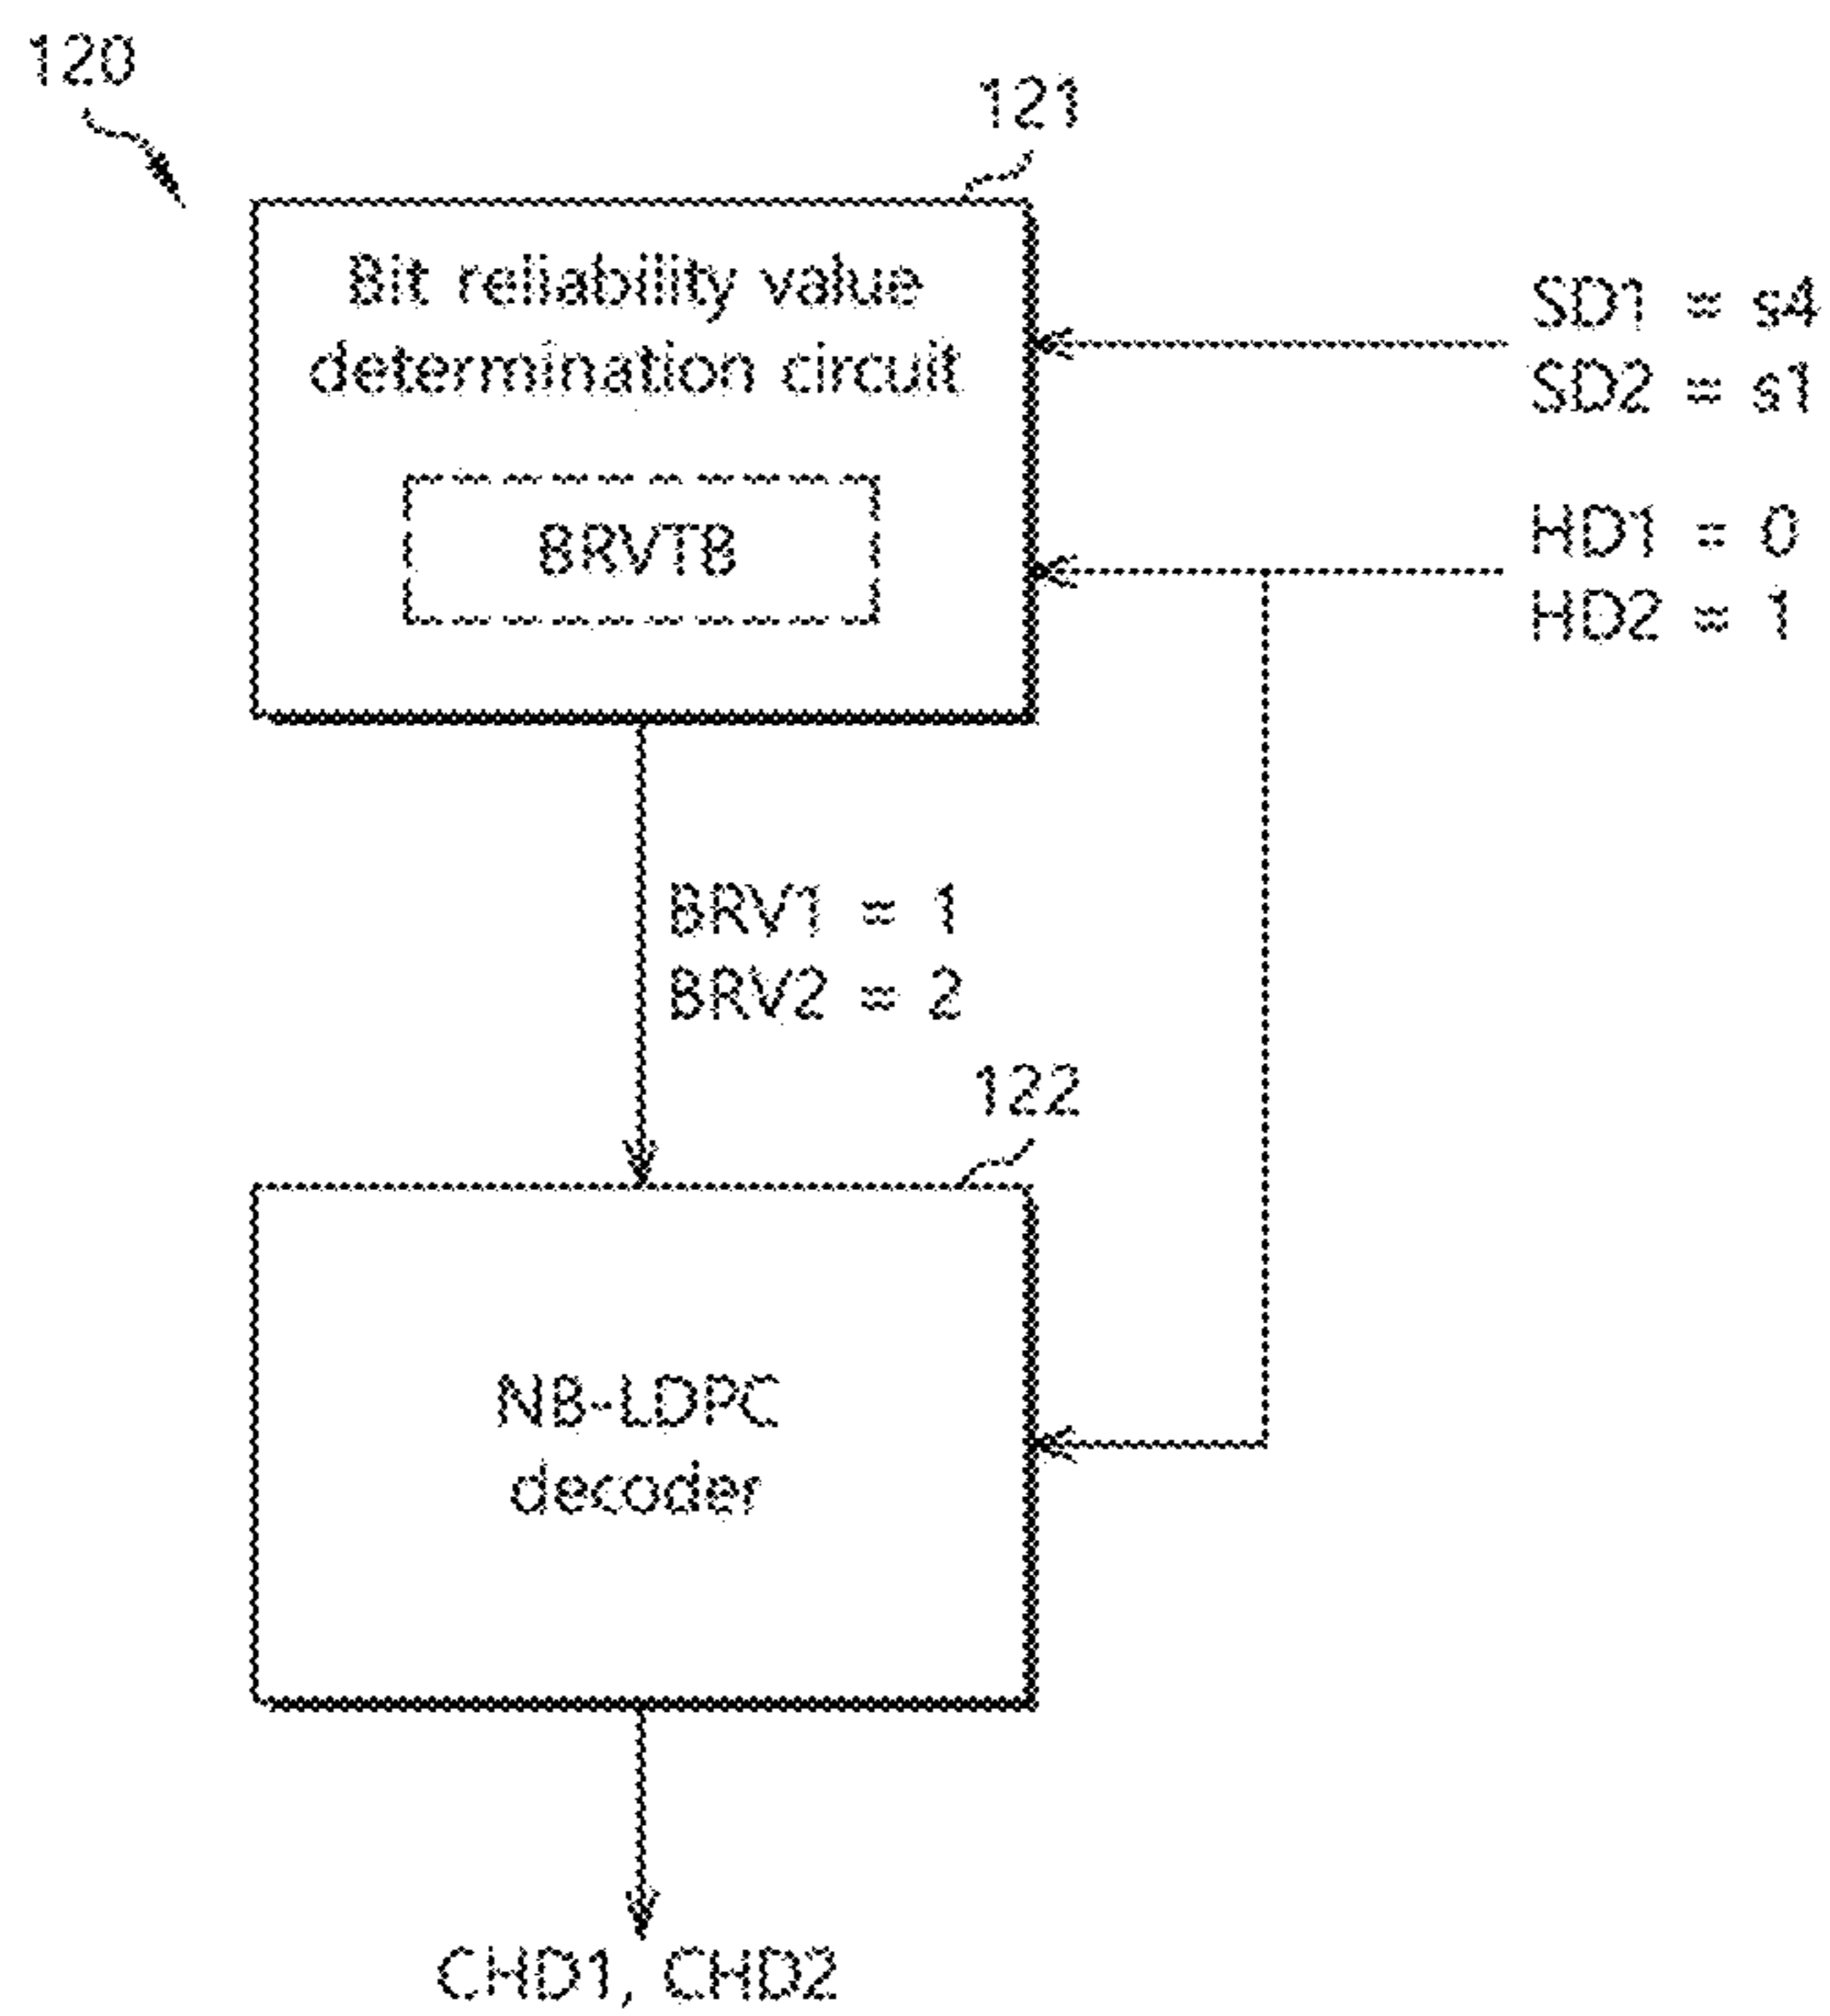 120
121
Bit reliability value
determination circuit
BRVTB
SD1 = s4
SD2 = s1
HD1 = 0
HD2 = 1
BRV1 = 1
BRV2 = 2
122
NB-LDPC
decoder
CHD1, CHD2